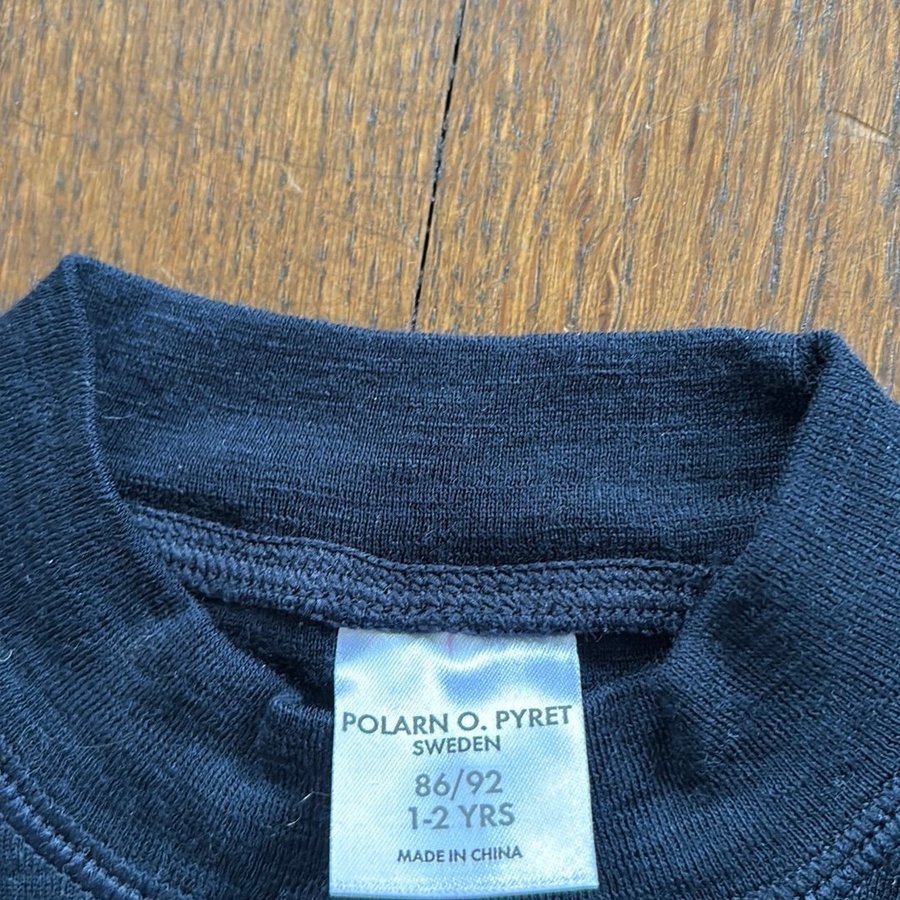 POLARN O. PYRET
SWEDEN
86/92
1-2 YRS
MADE IN CHINA